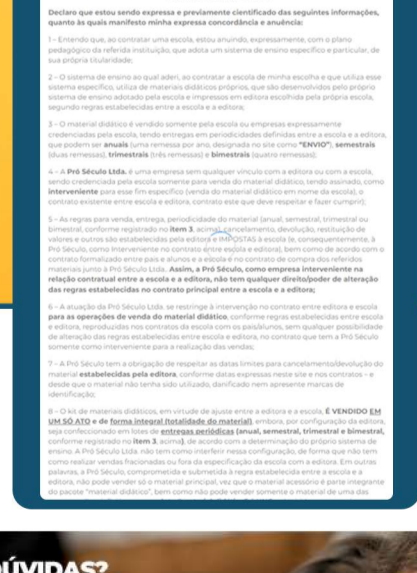 Declaro que estou sendo expressa e previamente cientificado das seguintes informações,
quanto às quais manifesto minha expressa concordância e anuência:
1 – Entendo que, ao contratar uma escola, estou anuindo, expressamente, com o plano
pedagógico da referida instituição, que adota um sistema de ensino específico e particular, de
sua própria titularidade;
2 – O sistema de ensino ao qual aderi, ao contratar a escola de minha escolha e que utiliza esse
sistema específico, utiliza de materiais didáticos próprios, que são desenvolvidos pelo próprio
sistema de ensino adotado pela escola e impressos em editora escolhida pela própria escola,
segundo regras estabelecidas entre a escola e a editora;
3 – O material didático é vendido somente pela escola ou empresas expressamente
credenciadas pela escola, tendo entregas em periodicidades definidas entre a escola e a editora,
que podem ser anuais (uma remessa por ano, designada no site como "ENVIO"), semestrais
(duas remessas), trimestrais (três remessas) e bimestrais (quatro remessas);
4 – A Pró Século Ltda. é uma empresa sem qualquer vínculo com a editora ou com a escola,
sendo credenciada pela escola somente para venda do material didático, tendo assinado, como
interveniente para esse fim específico (venda do material didático em nome da escola), o
contrato existente entre escola e editora, contrato este que deve respeitar e fazer cumprir;
5 – As regras para venda, entrega, periodicidade do material (anual, semestral, trimestral ou
bimestral, conforme registrado no item 3, acima), cancelamento, devolução, restituição de
valores e outros são estabelecidas pela editora e IMPOSTAS à escola (e, consequentemente, à
Pró Século, como Interveniente no contrato entre escola e editora), bem como de acordo com o
contrato formalizado entre pais e alunos e a escola no contrato de compra dos referidos
materiais junto à Pró Século Ltda. Assim, a Pró Século, como empresa interveniente na
relação contratual entre a escola e a editora, não tem qualquer direito/poder de alteração
das regras estabelecidas no contrato entre a escola e a editora;
6 – A atuação da Pró Século Ltda. se restringe à intervenção no contrato entre editora e escola
para as operações de venda do material didático, conforme regras estabelecidas entre escola
e editora, reproduzidas nos contratos da escola com os pais/alunos, sem qualquer possibilidade
de alteração das regras estabelecidas entre escola e editora, no contrato que tem a Pró Século
somente como interveniente para a realização das vendas;
7 – A Pró Século tem a obrigação de respeitar as datas limites para cancelamento/devolução do
material estabelecidas pela editora, conforme datas expressas neste site e nos contratos – e
desde que o material não tenha sido utilizado, danificado nem apresente marcas de
identificação;
8 – O kit de materiais didáticos, em virtude de ajuste entre a editora e a escola, É VENDIDO EM
UM SÓ ATO e de forma integral (totalidade do material), embora, por configuração da editora,
seja confeccionado em lotes de entregas periódicas (anual, semestral, trimestral e bimestral,
conforme registrado no item 3, acima), de acordo com a determinação do próprio sistema de
ensino. A Pró Século Ltda. não tem como interferir nessa configuração, de forma que não tem
como realizar vendas fracionadas ou fora da especificação da escola com a editora. Em outras
palavras, a Pró Século, comprometida e submetida à regra estabelecida entre a escola e a
editora, não pode vender só o material principal, vez que o material acessório é parte integrante
do pacote "material didático", bem como não pode vender somente o material de uma das
DÚVIDAS?